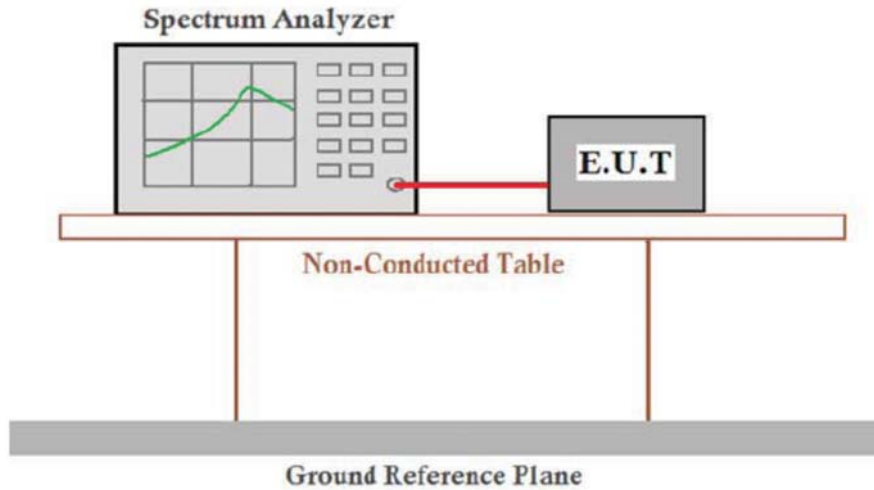 Spectrum Analyzer
E.U.T
Non-Conducted Table
Ground Reference Plane